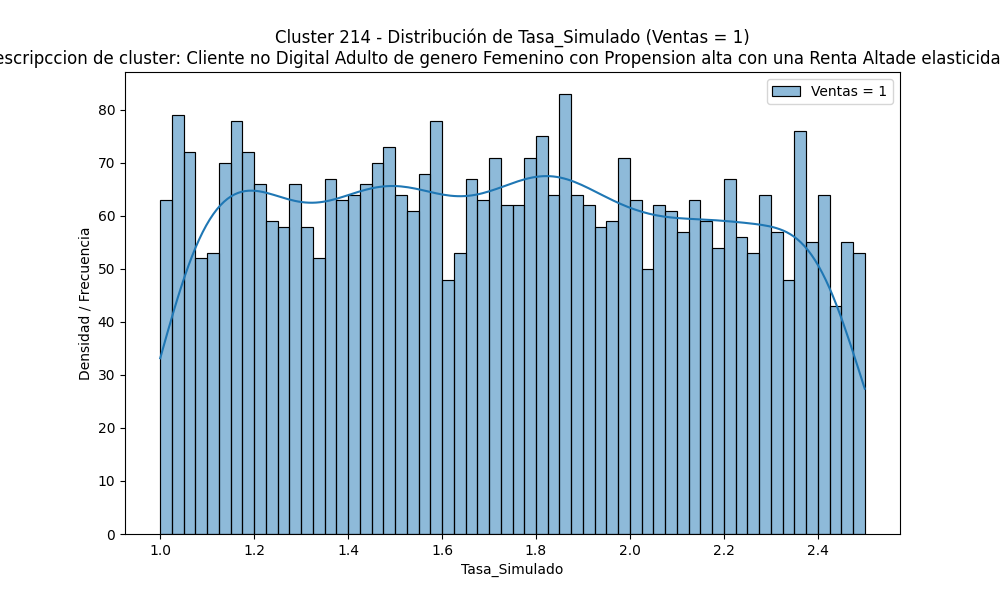 Cluster 214 - Distribución de Tasa_Simulado (Ventas = 1)
escripccion de cluster: Cliente no Digital Adulto de genero Femenino con Propension alta con una Renta Altade elasticida
Ventas = 1
Densidad / Frecuencia
80
70
60
50
40
30
20
10
0
1.0 1.2 1.4 1.6 1.8 2.0 2.2 2.4
Tasa_Simulado